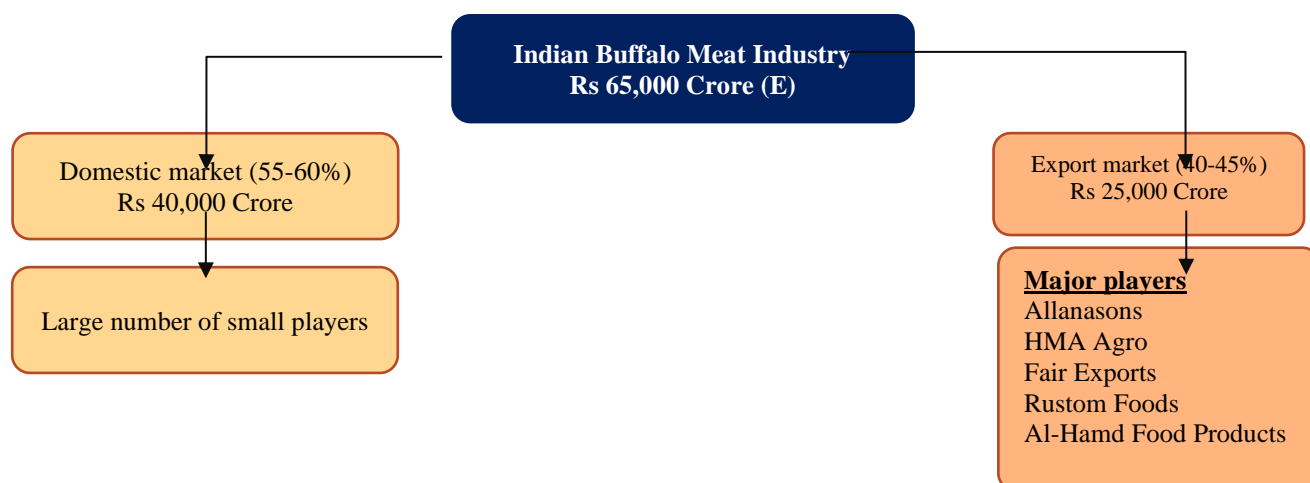 Indian Buffalo Meat Industry
Rs 65,000 Crore (E)
Domestic market (55-60%)
Rs 40,000 Crore
Export market (40-45%)
Rs 25,000 Crore
Large number of small players
Major players
Allanasons
HMA Agro
Fair Exports
Rustom Foods
Al-Hamd Food Products